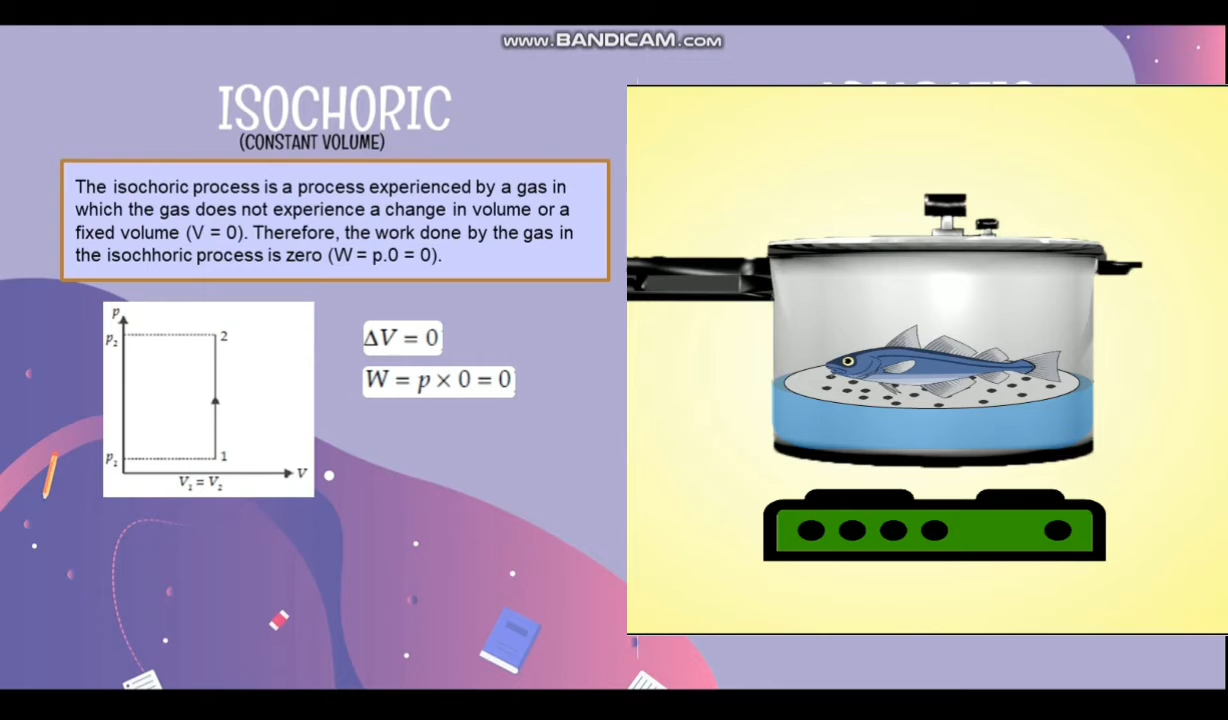 www.BANDICAM.com
ISOCHORIC
(CONSTANT VOLUME)
The isochoric process is a process experienced by a gas in
which the gas does not experience a change in volume or a
fixed volume (V = 0). Therefore, the work done by the gas in
the isochhoric process is zero (W = p.0 = 0).
p
p₂
2
p₂
1
V
V₁ = V₂
ΔV = 0
W = p × 0 = 0